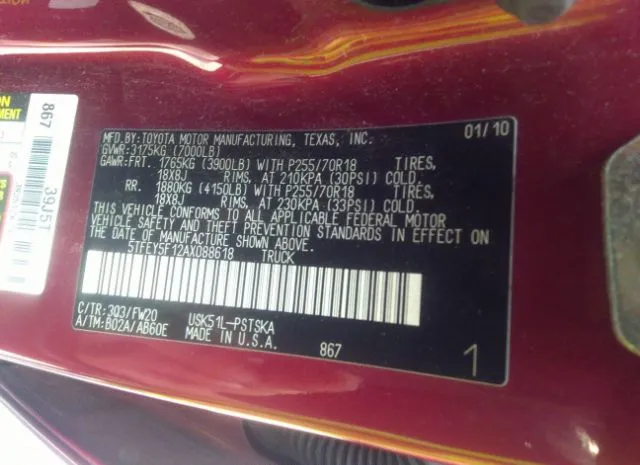 MFD.BY:TOYOTA MOTOR MANUFACTURING, TEXAS, INC. 01/10
GVWR:3175KG (7000LB)
GAWR:FRT. 1765KG (3900LB) WITH P255/70R18 TIRES,
18X8J RIMS, AT 210KPA (30PSI) COLD.
RR. 1880KG (4150LB) WITH P255/70R18 TIRES,
18X8J RIMS, AT 230KPA (33PSI) COLD.
THIS VEHICLE CONFORMS TO ALL APPLICABLE FEDERAL MOTOR
VEHICLE SAFETY AND THEFT PREVENTION STANDARDS IN EFFECT ON
THE DATE OF MANUFACTURE SHOWN ABOVE.
5TFEY5F12AX088618 TRUCK
C/TR:3Q3/FW20 USK51L-PSTSKA
A/TM:B02A/AB60E MADE IN U.S.A.
867 1
867 39J51